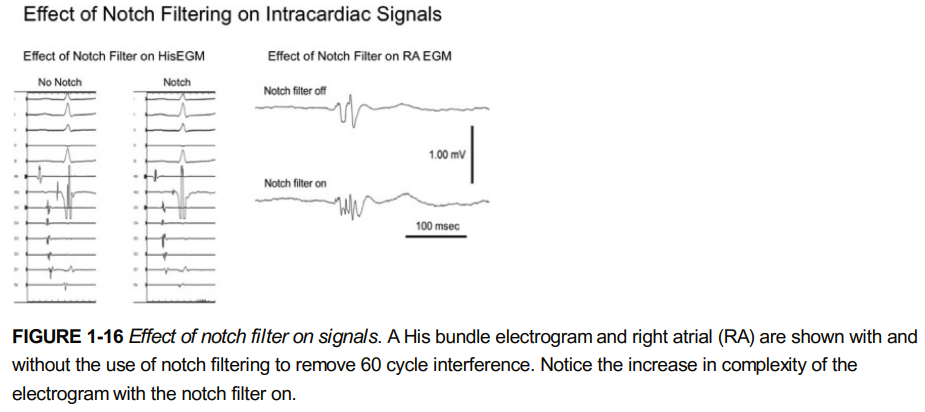 Effect of Notch Filtering on Intracardiac Signals
Effect of Notch Filter on HisEGM
Effect of Notch Filter on RA EGM
No Notch
Notch
Notch filter off
1.00 mV
Notch filter on
100 msec
FIGURE 1-16 Effect of notch filter on signals. A His bundle electrogram and right atrial (RA) are shown with and
without the use of notch filtering to remove 60 cycle interference. Notice the increase in complexity of the
electrogram with the notch filter on.